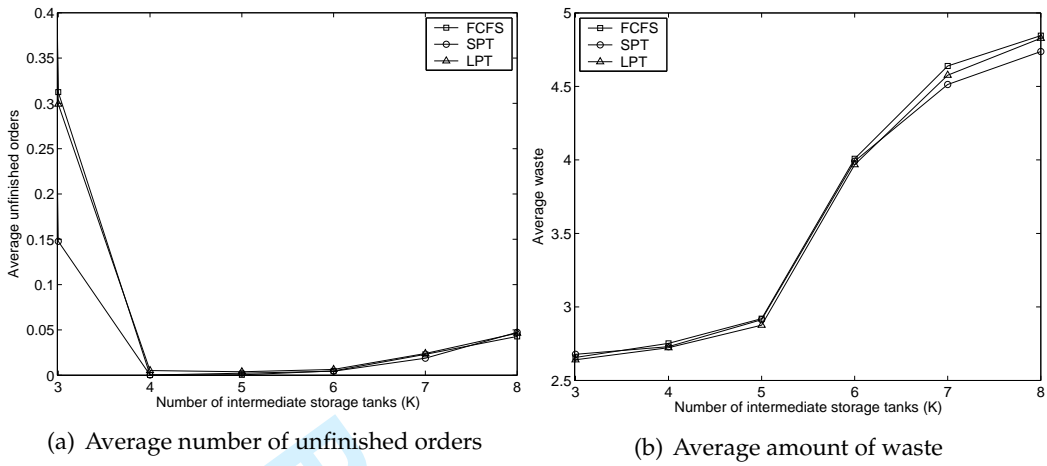 0.4
0.35
0.3
0.25
0.2
0.15
0.1
0.05
0
3 4 5 6 7 8
Average unfinished orders
Number of intermediate storage tanks (K)
FCFS
SPT
LPT
(a) Average number of unfinished orders
5
4.5
4
3.5
3
2.5
3 4 5 6 7 8
Average waste
Number of intermediate storage tanks (K)
FCFS
SPT
LPT
(b) Average amount of waste